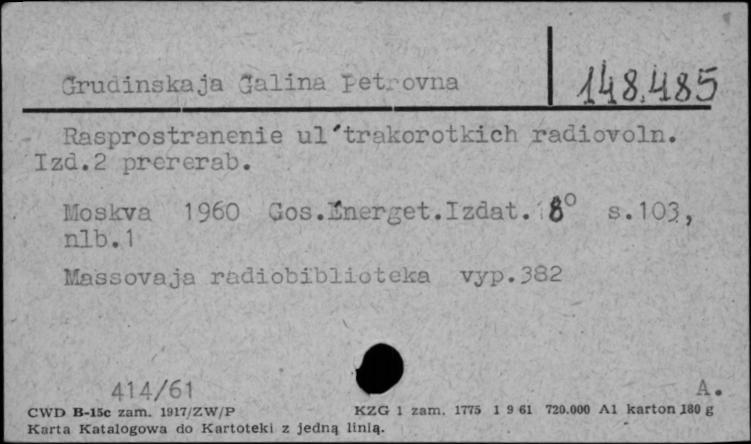 Grudinskaja Galina Petrovna
148.485
Rasprostranenie ul'trakorotkich radiovoln.
Izd.2 prererab.
Moskva 1960 Gos.Énerget.Izdat. 8° s.103,
nlb.1
Massovaja radiobiblioteka vyp.382
414/61
A.
CWD B-15c zam. 1917/ZW/P KZG 1 zam. 1775 1 9 61 720.000 A1 karton 180 g
Karta Katalogowa do Kartoteki z jedną linią.